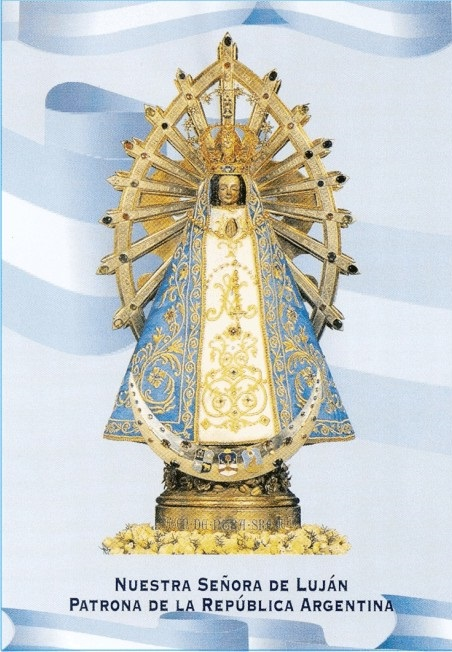 NUESTRA SEÑORA DE LUJÁN
PATRONA DE LA REPÚBLICA ARGENTINA